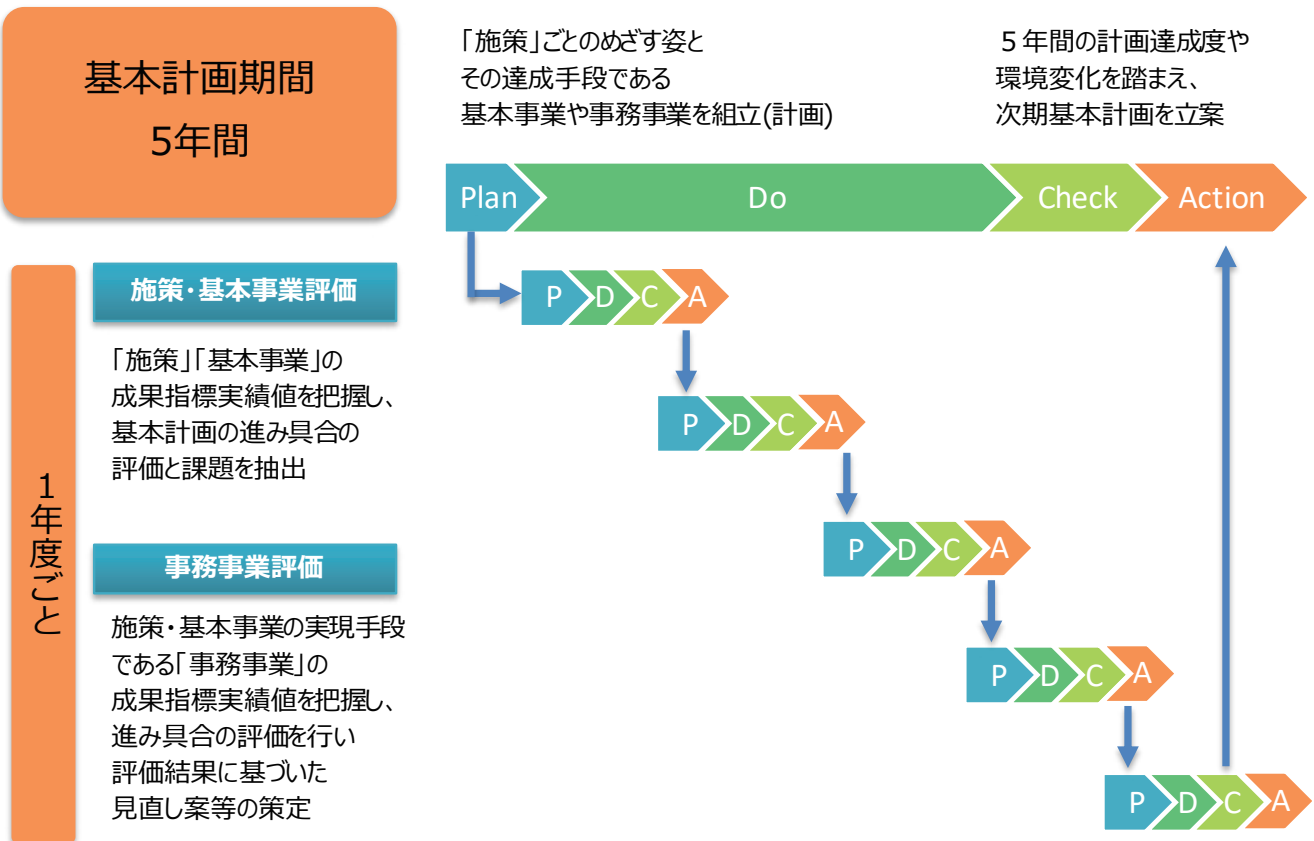 基本計画期間
5年間
「施策」ごとのめざす姿と
その達成手段である
基本事業や事務事業を組立(計画)
５年間の計画達成度や
環境変化を踏まえ、
次期基本計画を立案
Plan
Do
Check
Action
1年度ごと
施策・基本事業評価
「施策」「基本事業」の
成果指標実績値を把握し、
基本計画の進み具合の
評価と課題を抽出
事務事業評価
施策・基本事業の実現手段
である「事務事業」の
成果指標実績値を把握し、
進み具合の評価を行い
評価結果に基づいた
見直し案等の策定
P D C A
P D C A
P D C A
P D C A
P D C A